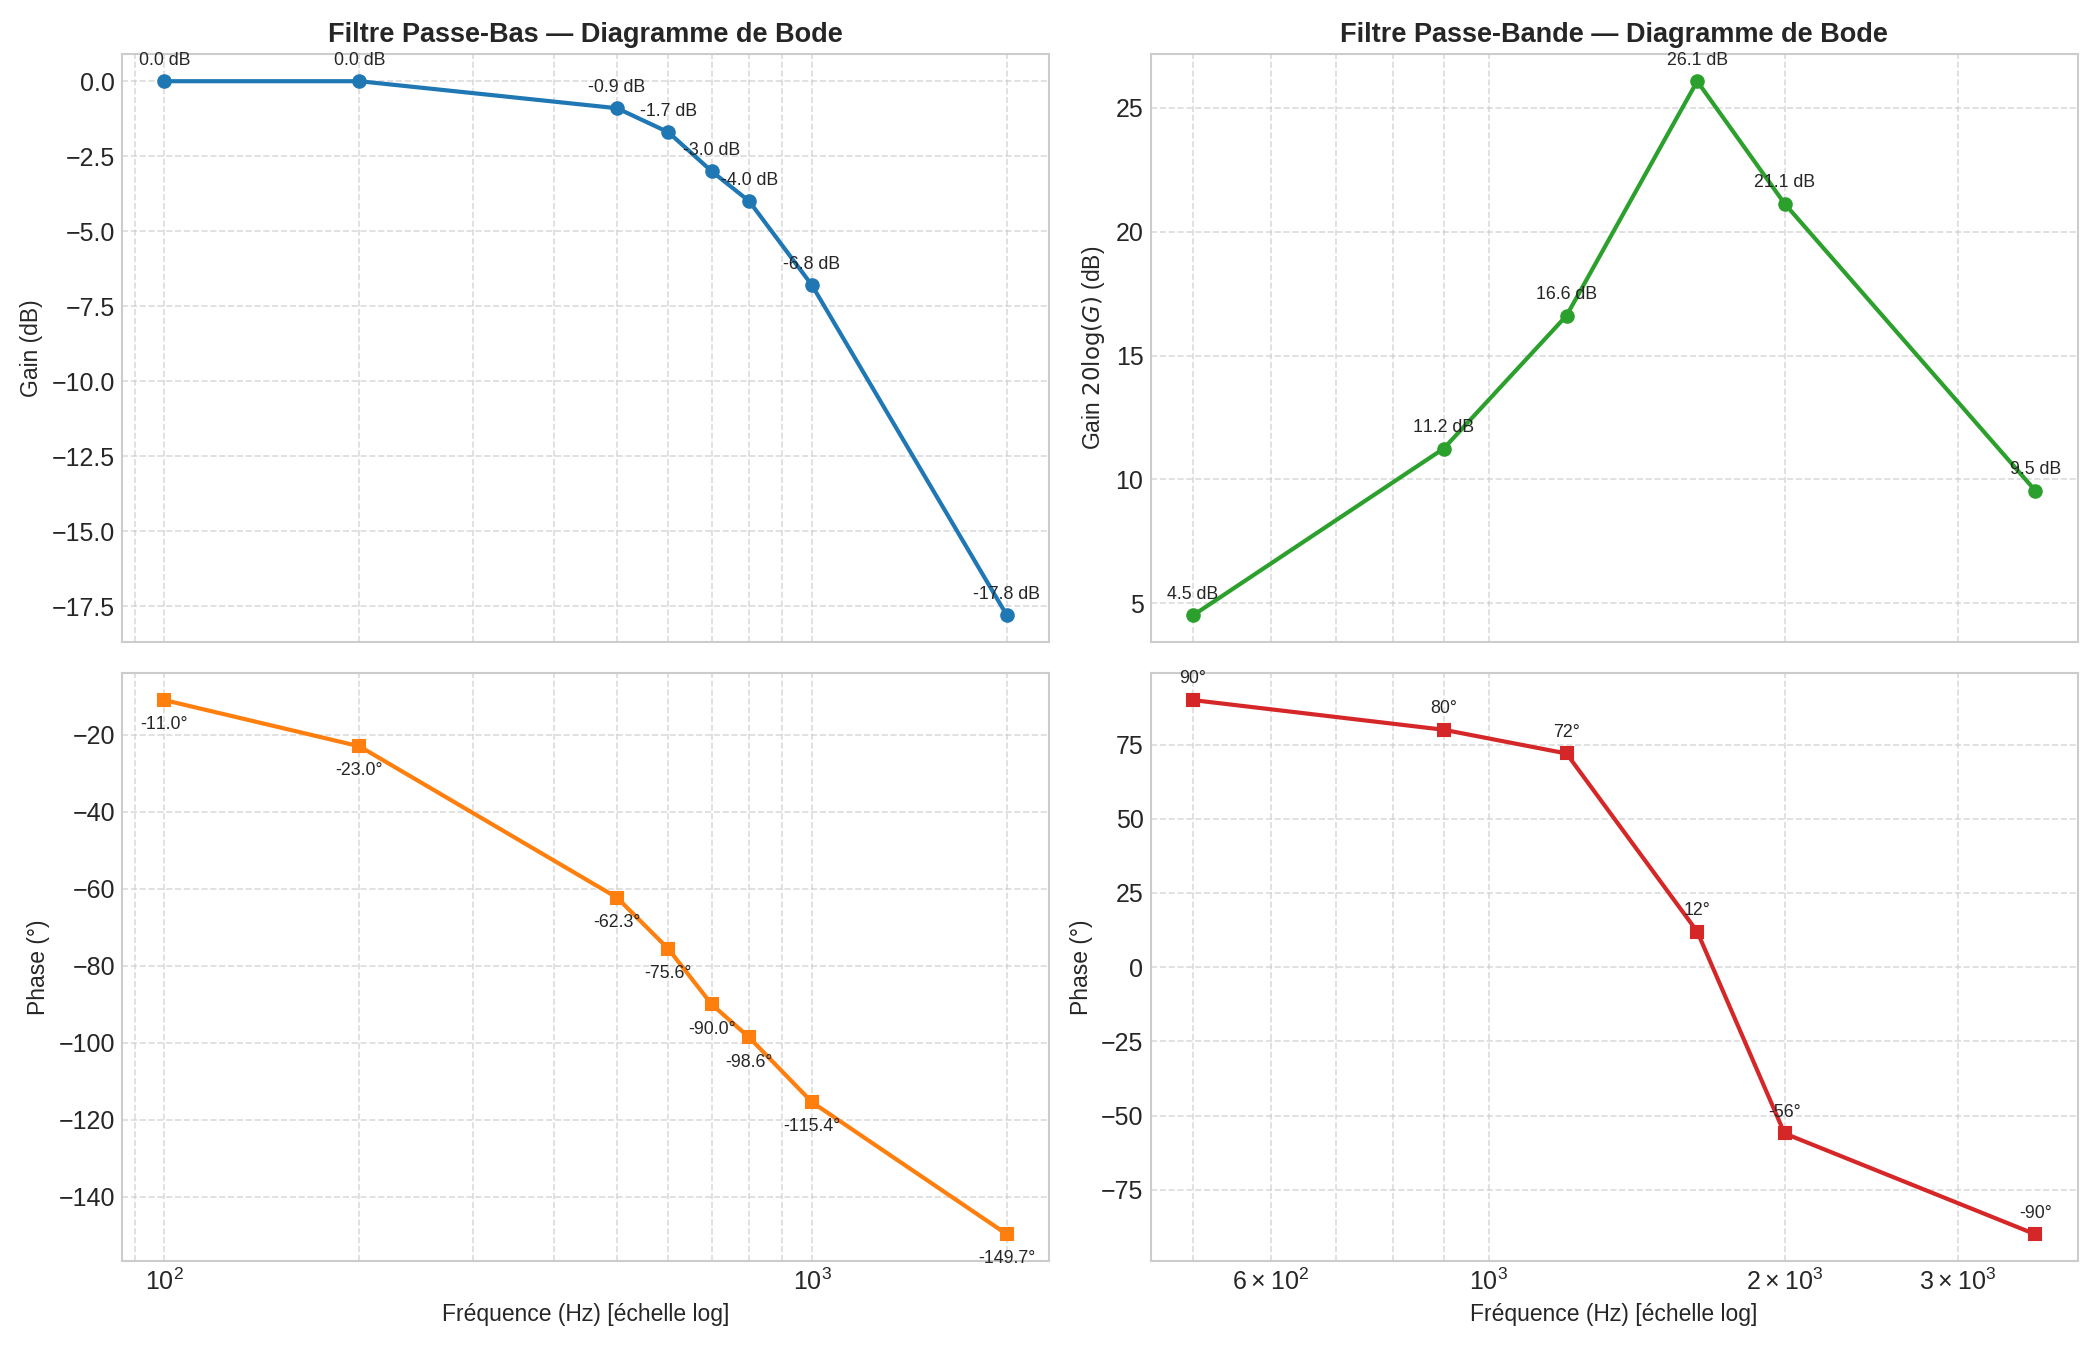 Filtre Passe-Bas — Diagramme de Bode
0.0 dB
0.0 dB
-0.9 dB
-1.7 dB
-3.0 dB
-4.0 dB
-6.8 dB
-17.8 dB
0.0
−2.5
−5.0
−7.5
−10.0
−12.5
−15.0
−17.5
Gain (dB)
Filtre Passe-Bande — Diagramme de Bode
26.1 dB
21.1 dB
16.6 dB
11.2 dB
9.5 dB
4.5 dB
25
20
15
10
5
Gain 20log(G) (dB)
-11.0°
-23.0°
-62.3°
-75.6°
-90.0°
-98.6°
-115.4°
-149.7°
−20
−40
−60
−80
−100
−120
−140
Phase (°)
10²
10³
Fréquence (Hz) [échelle log]
90°
80°
72°
12°
-56°
-90°
75
50
25
0
−25
−50
−75
Phase (°)
6 × 10²
10³
2 × 10³
3 × 10³
Fréquence (Hz) [échelle log]